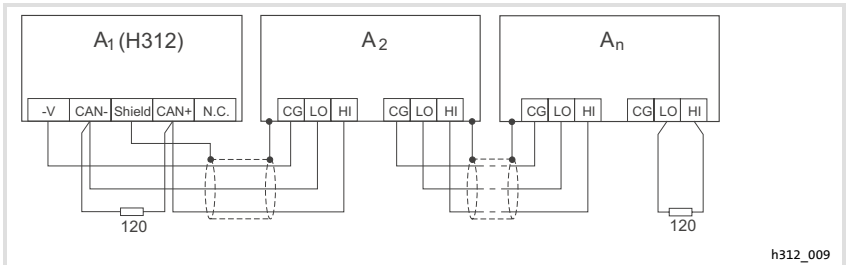 A1 (H312)
A2
An
-V CAN- Shield CAN+ N.C.
CG LO HI
CG LO HI
CG LO HI
CG LO HI
120
120
h312_009